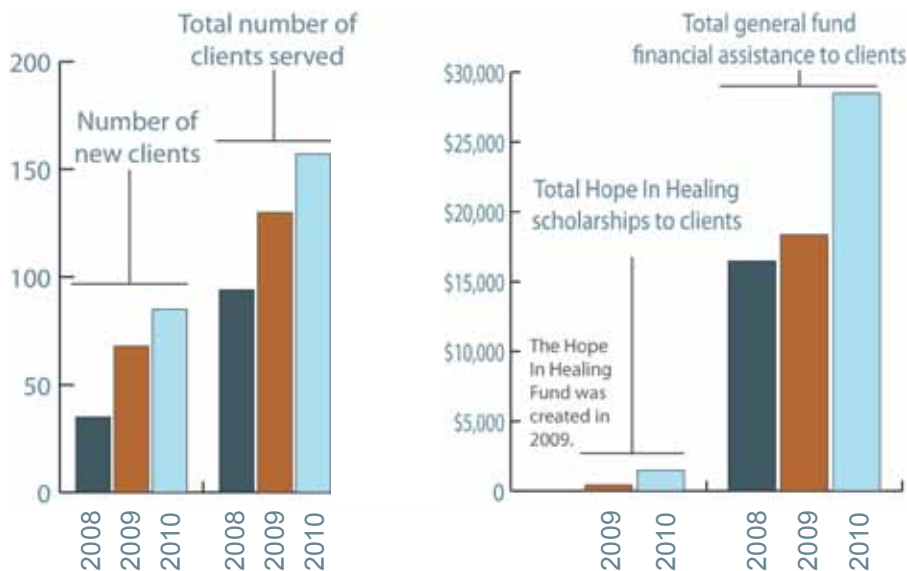 Total number of
clients served
200
Number of
new clients
150
100
50
0
2008
2009
2010
2008
2009
2010
Total general fund
financial assistance to clients
$30,000
$25,000
Total Hope In Healing
scholarships to clients
$20,000
$15,000
$10,000
The Hope
In Healing
Fund was
created in
2009.
$5,000
0
2009
2010
2008
2009
2010